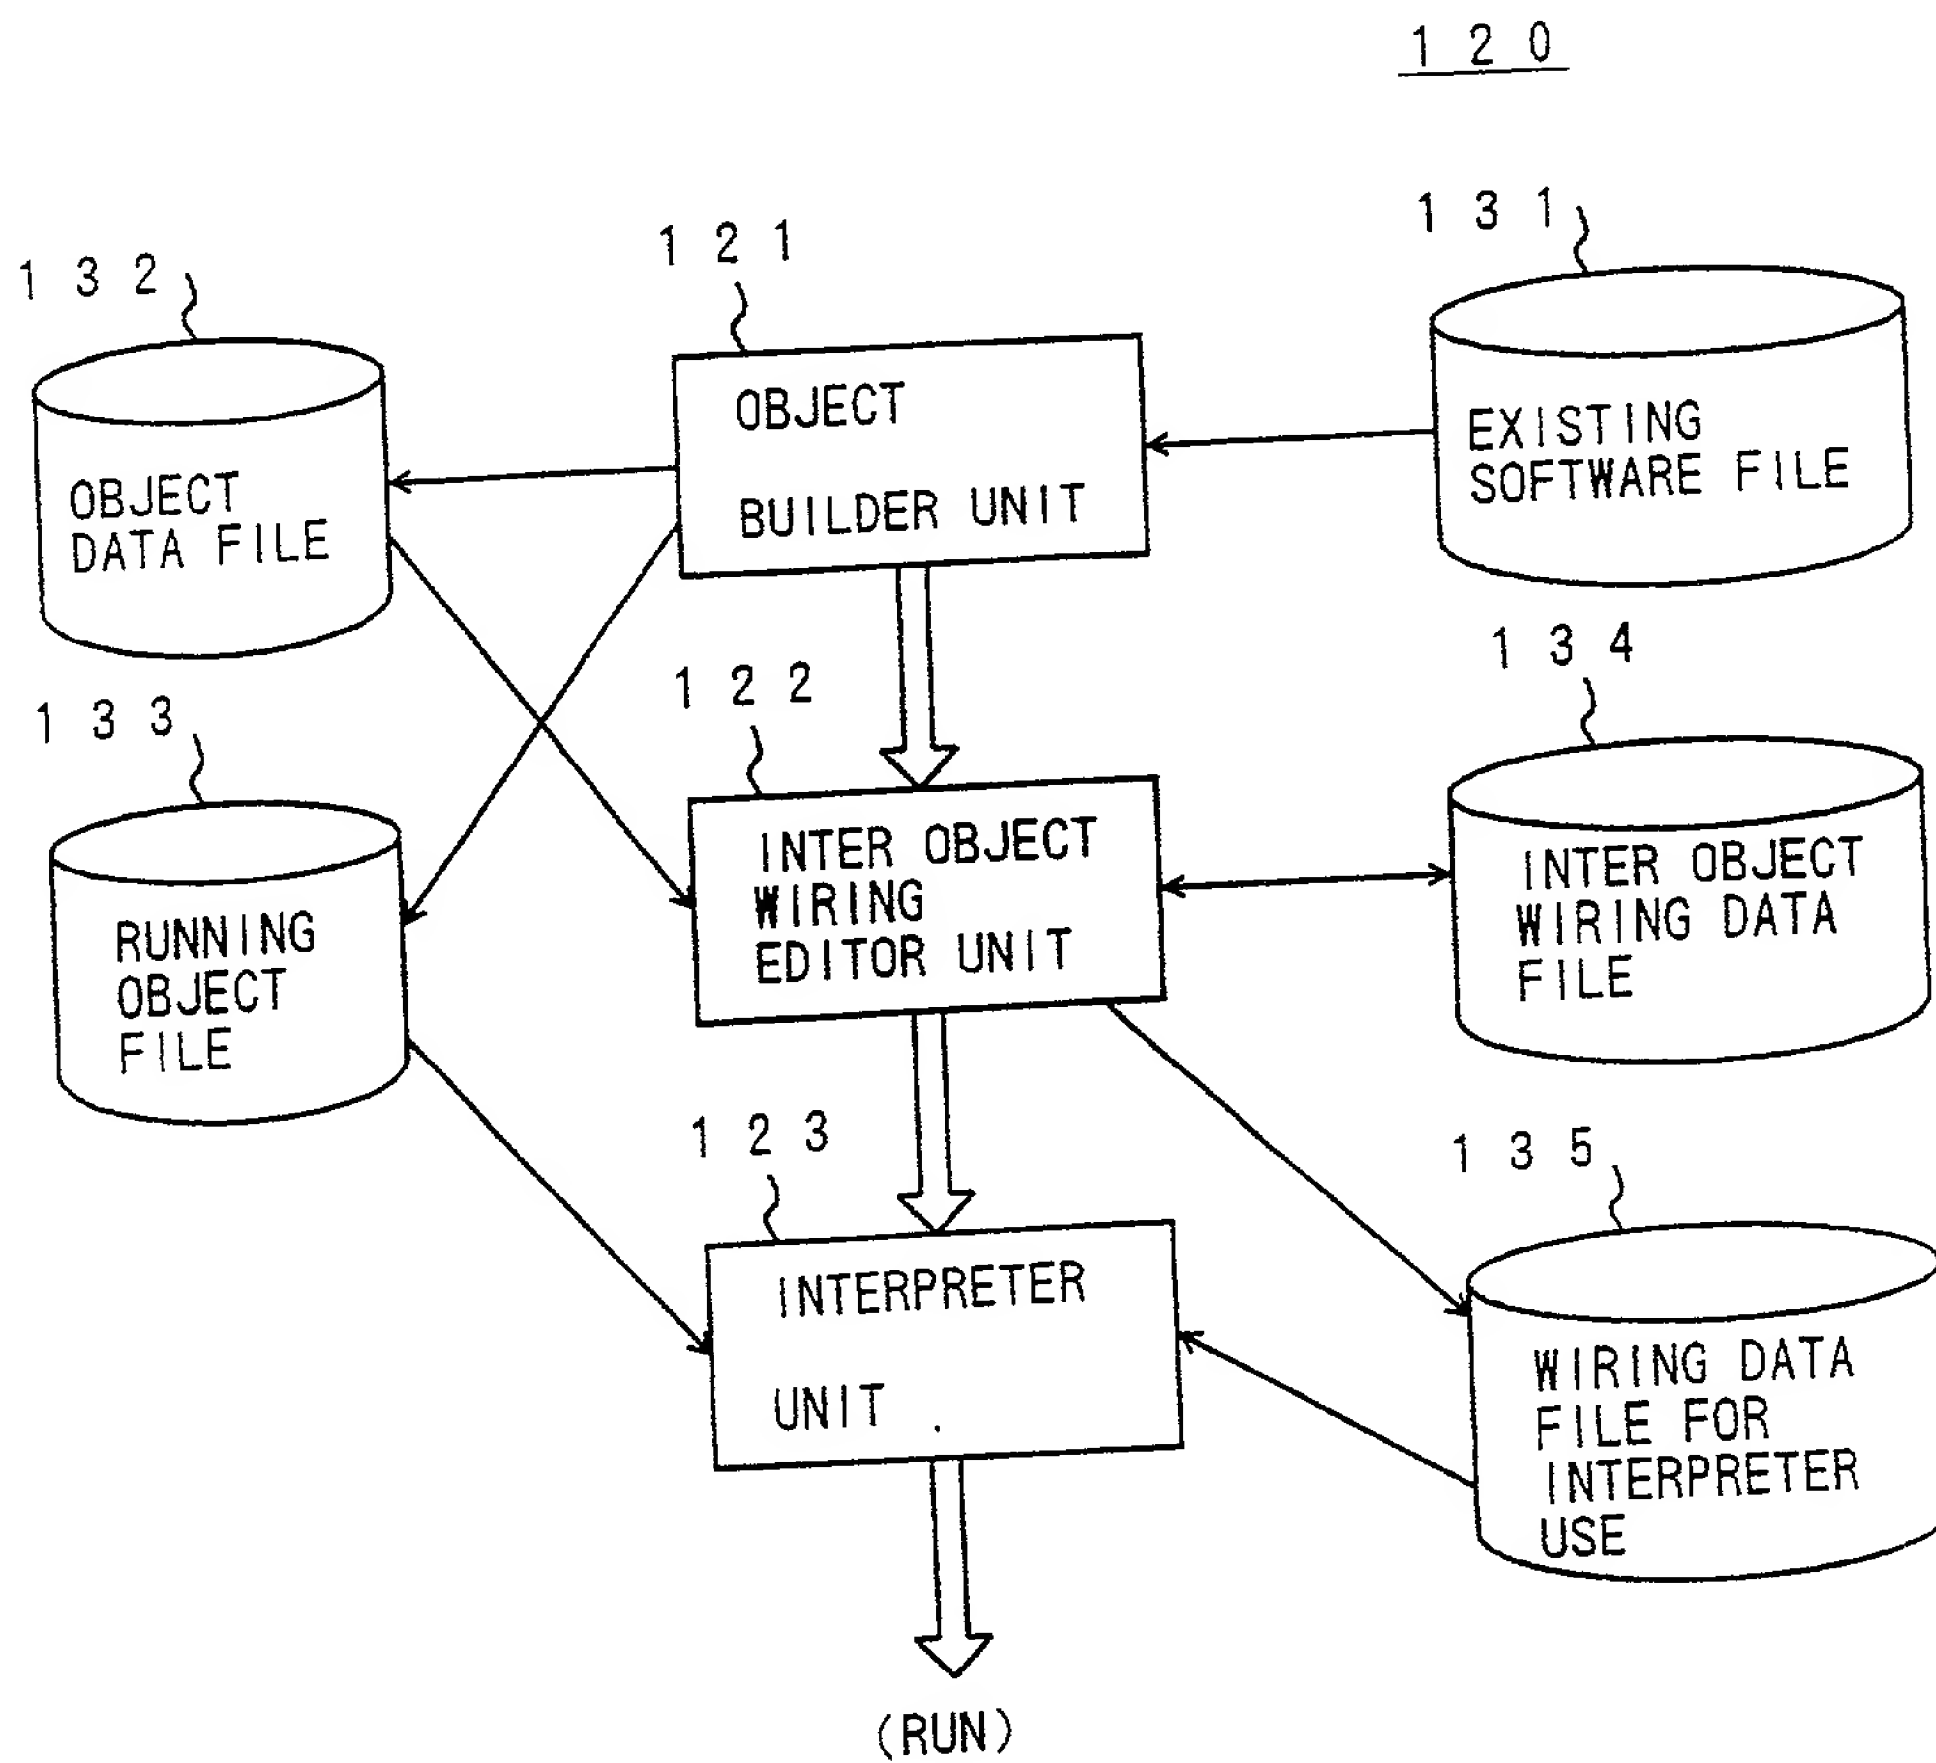 120
131
121
132
OBJECT
BUILDER UNIT
EXISTING
SOFTWARE FILE
OBJECT
DATA FILE
134
122
133
INTER OBJECT
WIRING
EDITOR UNIT
INTER OBJECT
WIRING DATA
FILE
RUNNING
OBJECT
FILE
123
135
INTERPRETER
UNIT
WIRING DATA
FILE FOR
INTERPRETER
USE
(RUN)